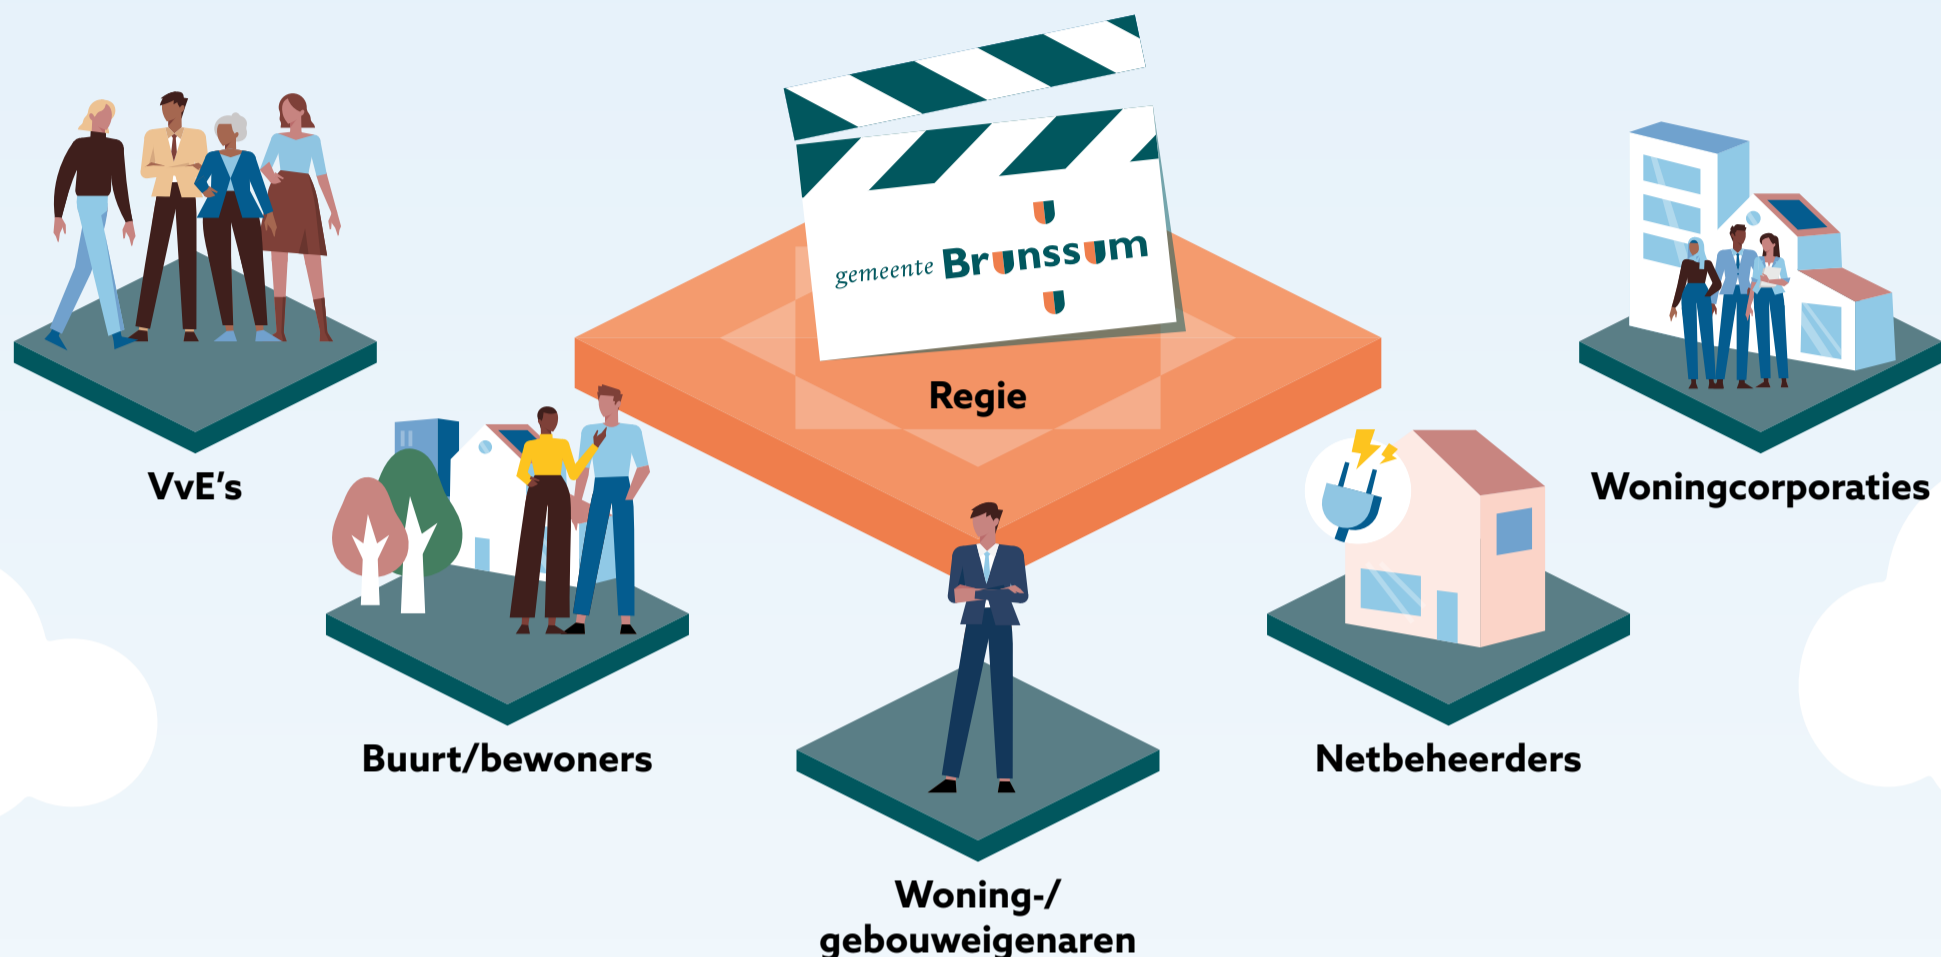 gemeente Brunssum
Regie
VvE's
Woningcorporaties
Buurt/bewoners
Netbeheerders
Woning-/
gebouweigenaren